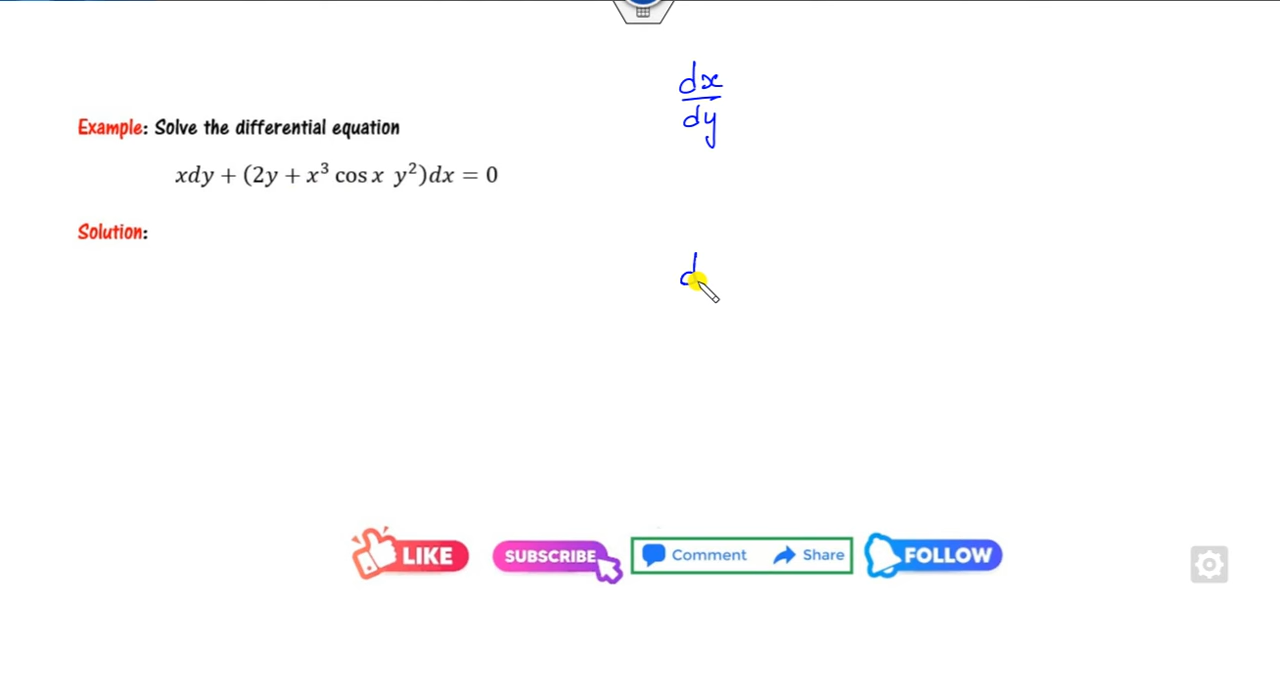 dx
dy
Example: Solve the differential equation
xdy + (2y + x³ cos x y²)dx = 0
Solution:
d
LIKE
SUBSCRIBE
Comment Share
FOLLOW